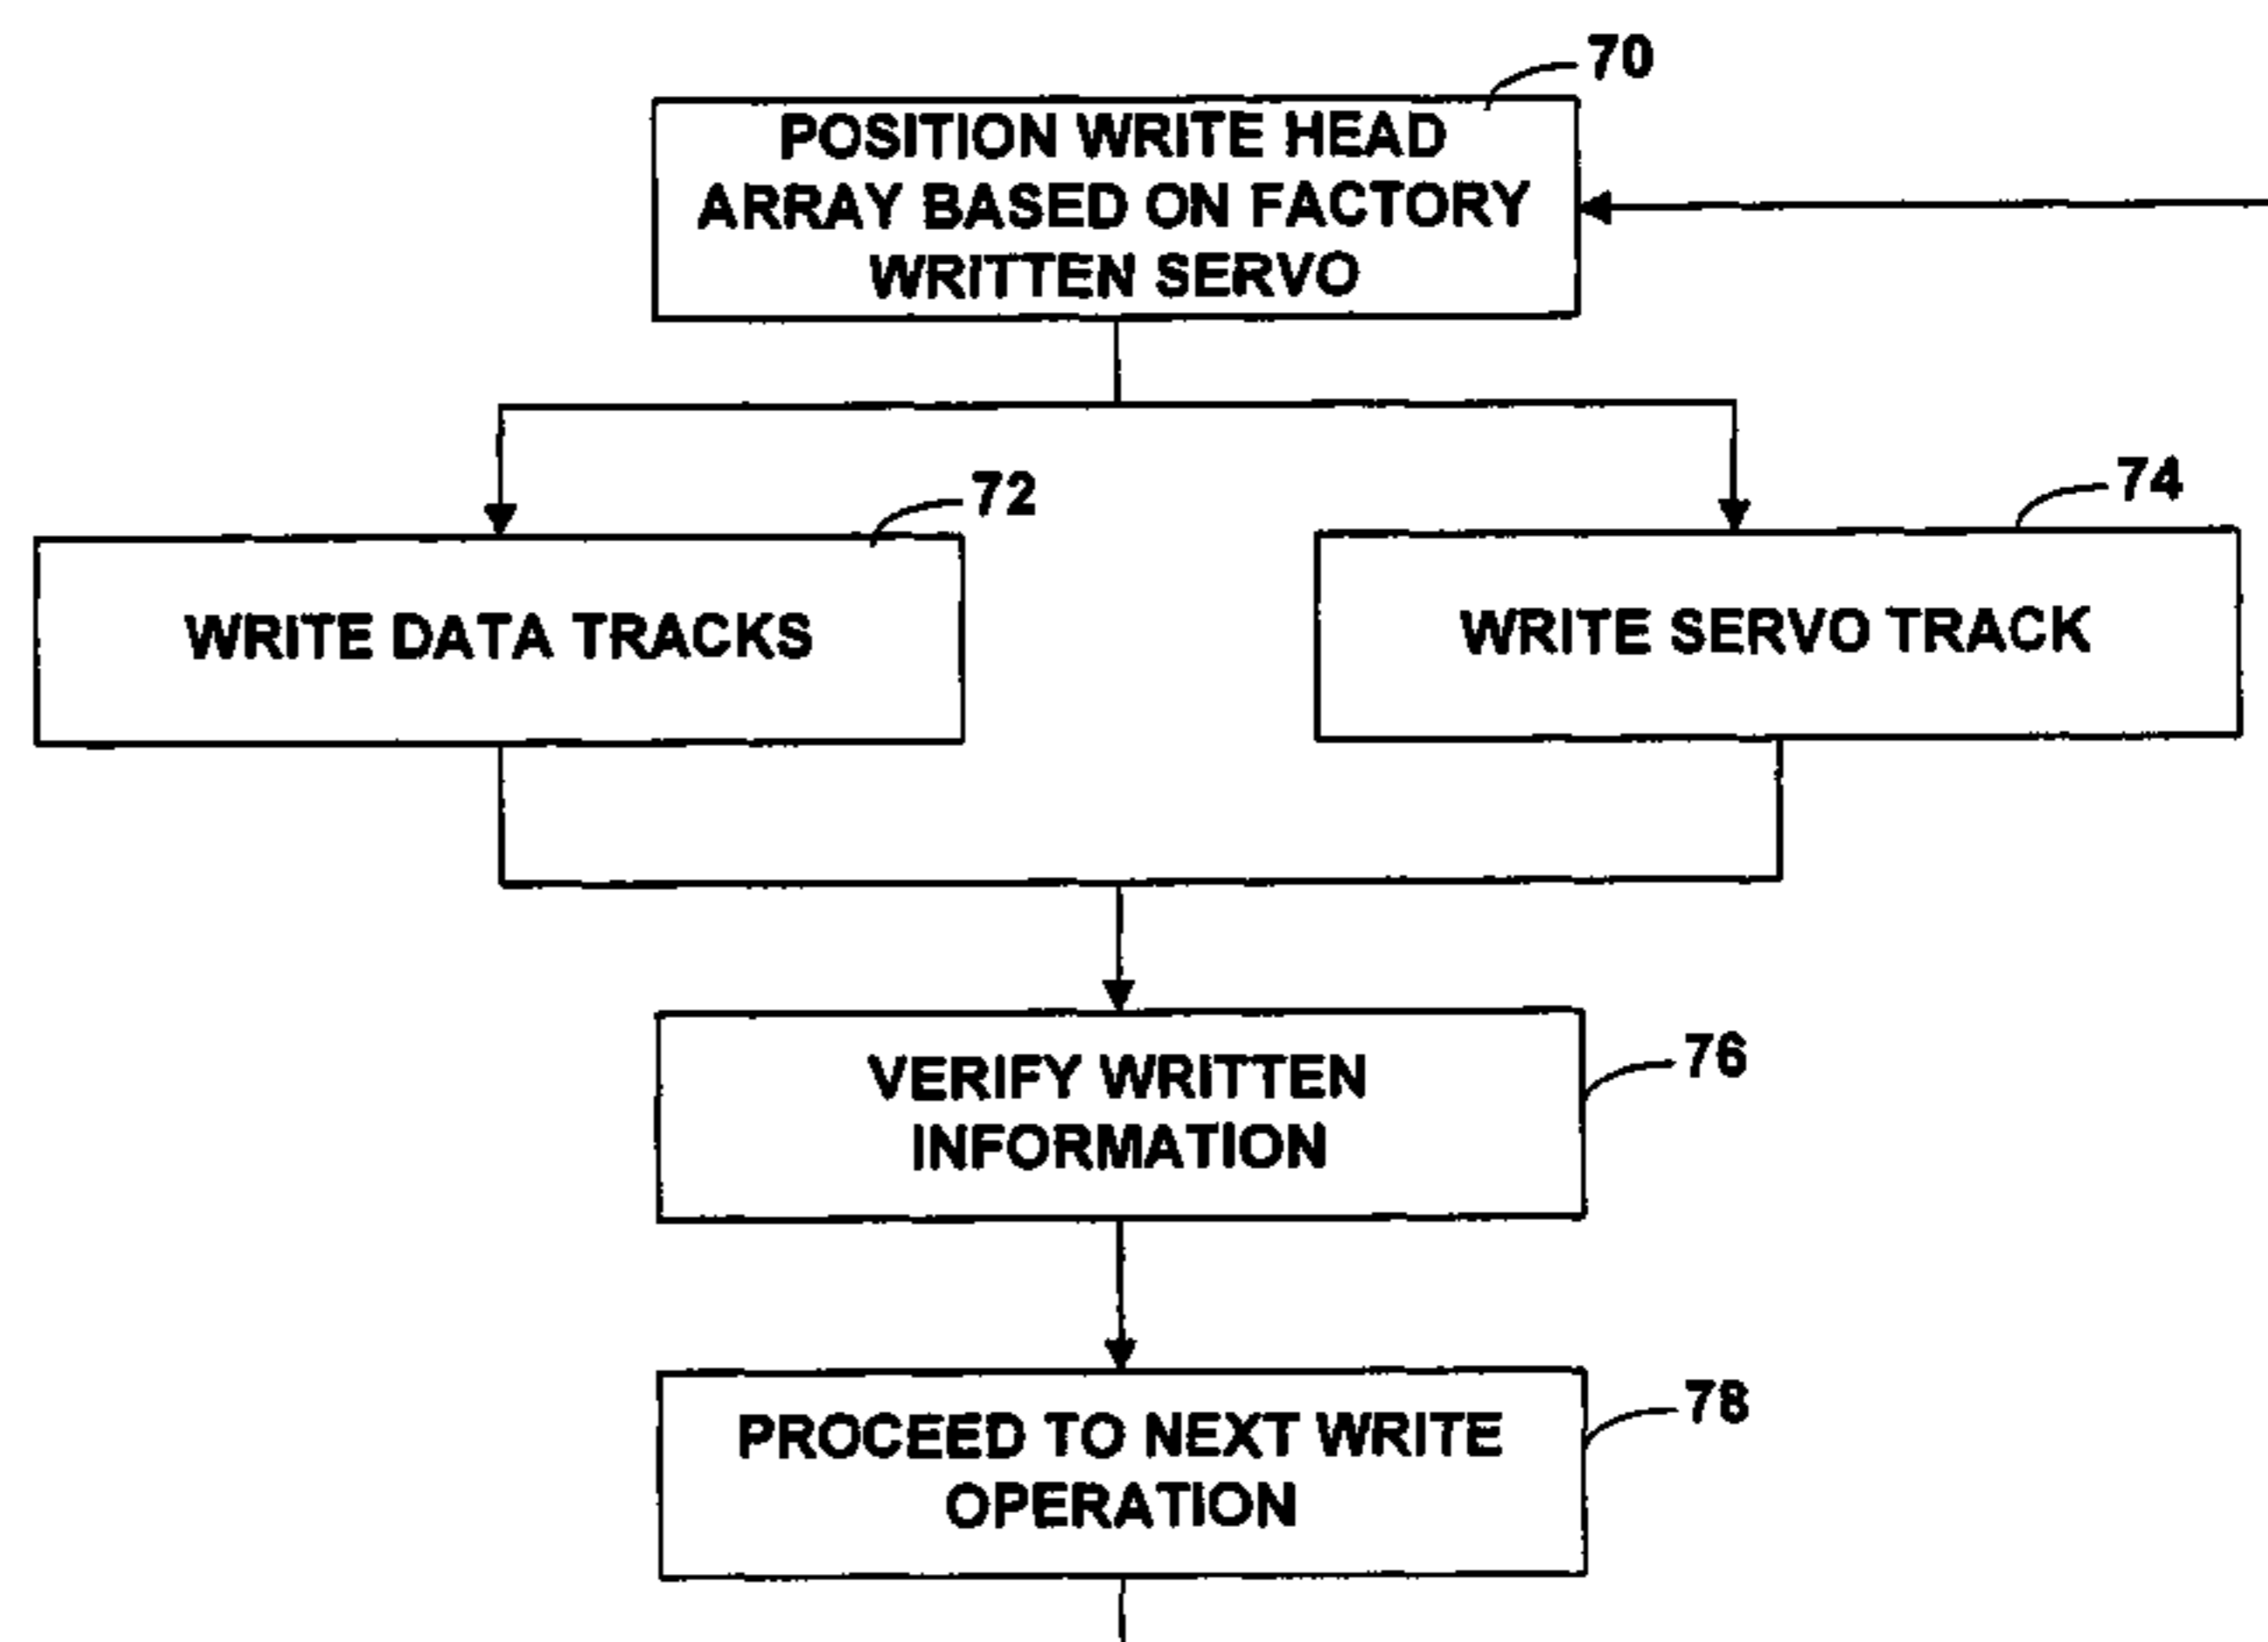 70
POSITION WRITE HEAD
ARRAY BASED ON FACTORY
WRITTEN SERVO
72
74
WRITE DATA TRACKS
WRITE SERVO TRACK
76
VERIFY WRITTEN
INFORMATION
78
PROCEED TO NEXT WRITE
OPERATION